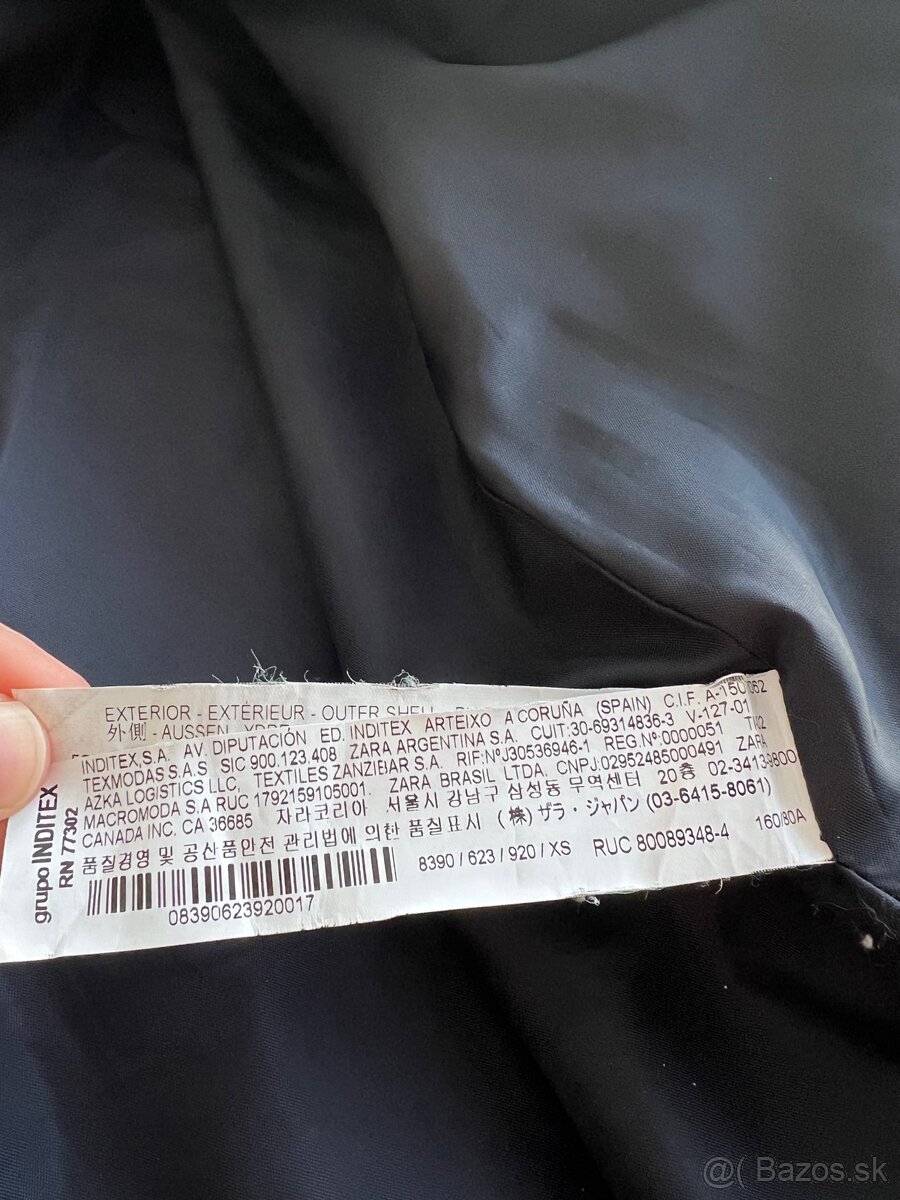 EXTERIOR - EXTÉRIEUR - OUTER SHELL
外側 - AUSSEN
grupo INDITEX
RN 77302
INDITEX,S.A. AV. DIPUTACIÓN ED. INDITEX ARTEIXO A CORUÑA (SPAIN) C.I.F.
TEXMODAS S.A.S SIC 900.123.408 ZARA ARGENTINA S.A. CUIT:30-69314836-3 V-127-01
AZKA LOGISTICS LLC, TEXTILES ZANZIBAR S.A. RIF:Nº:J30536946-1 REG.Nº:0000051
MACROMODA S.A RUC 1792159105001. ZARA BRASIL LTDA. CNPJ:02952485000491 ZARA
CANADA INC. CA 36685 자라코리아 서울시 강남구 삼성동 무역센터 20층
품질경영 및 공산품안전 관리법에 의한 품질표시 (株) ザラ・ジャパン (03-6415-8061)
8390 / 623 / 920 / XS RUC 80089348-4 160/80A
08390623920017
@( Bazos.sk